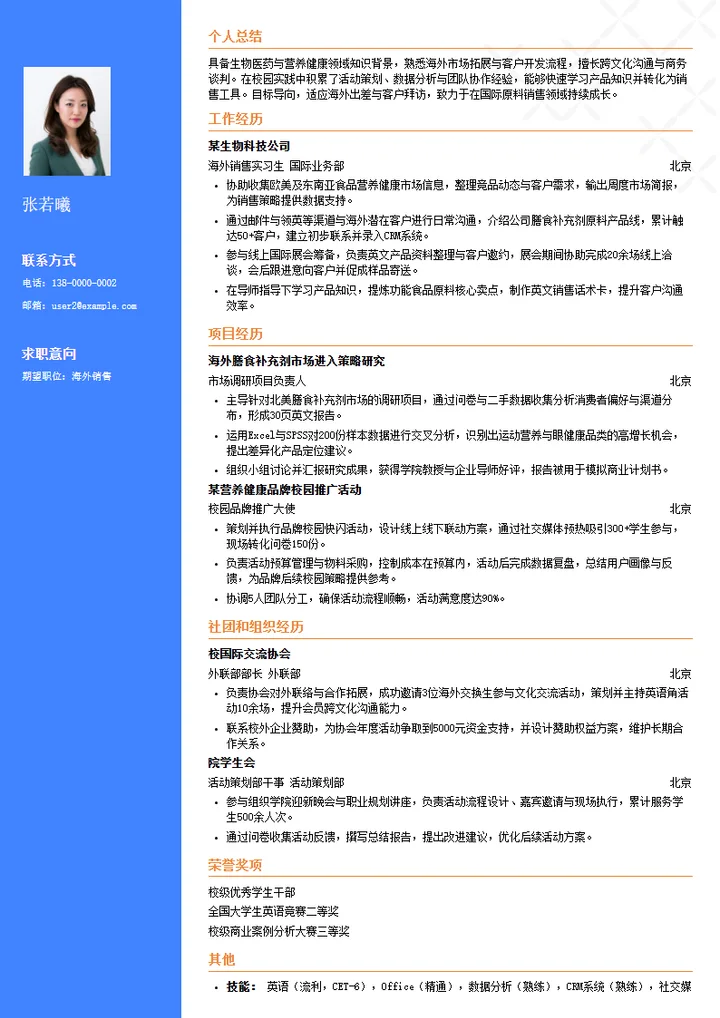 张若曦
联系方式
电话：138-0000-0002
邮箱：user2@example.com
求职意向
期望职位：海外销售
个人总结
具备生物医药与营养健康领域知识背景，熟悉海外市场拓展与客户开发流程，擅长跨文化沟通与商务
谈判。在校园实践中积累了活动策划、数据分析与团队协作经验，能够快速学习产品知识并转化为销
售工具。目标导向，适应海外出差与客户拜访，致力于在国际原料销售领域持续成长。
工作经历
某生物科技公司
海外销售实习生 国际业务部 北京
• 协助收集欧美及东南亚食品营养健康市场信息，整理竞品动态与客户需求，输出周度市场简报，
为销售策略提供数据支持。
• 通过邮件与领英等渠道与海外潜在客户进行日常沟通，介绍公司膳食补充剂原料产品线，累计触
达50+客户，建立初步联系并录入CRM系统。
• 参与线上国际展会筹备，负责英文产品资料整理与客户邀约，展会期间协助完成20余场线上洽
谈，会后跟进意向客户并促成样品寄送。
• 在导师指导下学习产品知识，提炼功能食品原料核心卖点，制作英文销售话术卡，提升客户沟通
效率。
项目经历
海外膳食补充剂市场进入策略研究
市场调研项目负责人 北京
• 主导针对北美膳食补充剂市场的调研项目，通过问卷与二手数据收集分析消费者偏好与渠道分
布，形成30页英文报告。
• 运用Excel与SPSS对200份样本数据进行交叉分析，识别出运动营养与眼健康品类的高增长机会，
提出差异化产品定位建议。
• 组织小组讨论并汇报研究成果，获得学院教授与企业导师好评，报告被用于模拟商业计划书。
某营养健康品牌校园推广活动
校园品牌推广大使 北京
• 策划并执行品牌校园快闪活动，设计线上线下联动方案，通过社交媒体预热吸引300+学生参与，
现场转化问卷150份。
• 负责活动预算管理与物料采购，控制成本在预算内，活动后完成数据复盘，总结用户画像与反
馈，为品牌后续校园策略提供参考。
• 协调5人团队分工，确保活动流程顺畅，活动满意度达90%。
社团和组织经历
校国际交流协会
外联部部长 外联部 北京
• 负责协会对外联络与合作拓展，成功邀请3位海外交换生参与文化交流活动，策划并主持英语角活
动10余场，提升会员跨文化沟通能力。
• 联系校外企业赞助，为协会年度活动争取到5000元资金支持，并设计赞助权益方案，维护长期合
作关系。
院学生会
活动策划部干事 活动策划部 北京
• 参与组织学院迎新晚会与职业规划讲座，负责活动流程设计、嘉宾邀请与现场执行，累计服务学
生500余人次。
• 通过问卷收集活动反馈，撰写总结报告，提出改进建议，优化后续活动方案。
荣誉奖项
校级优秀学生干部
全国大学生英语竞赛二等奖
校级商业案例分析大赛三等奖
其他
• 技能： 英语（流利，CET-6），Office（精通），数据分析（熟练），CRM系统（熟练），社交媒